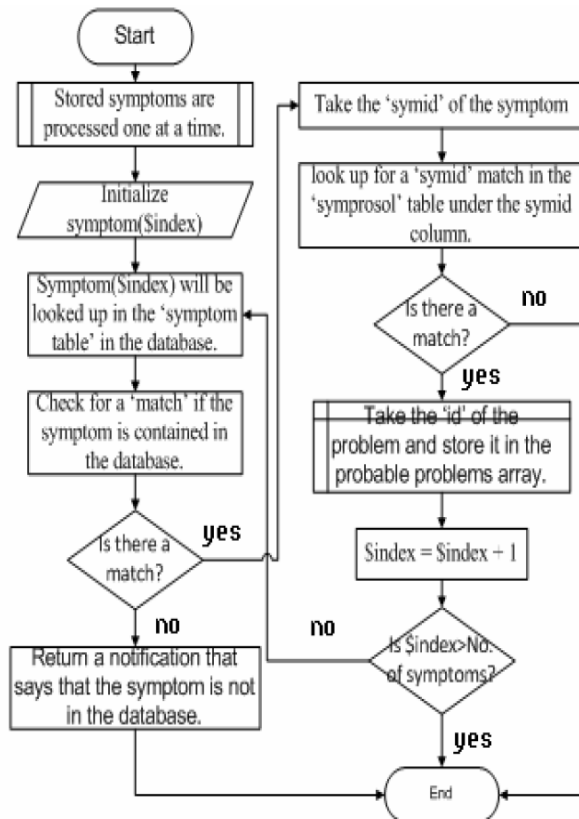 Start
Stored symptoms are
processed one at a time.
Initialize
symptom($index)
Symptom($index) will be
looked up in the ‘symptom
table’ in the database.
Check for a ‘match’ if the
symptom is contained in
the database.
Is there a
match?
yes
no
Return a notification that
says that the symptom is not
in the database.
Take the ‘symid’ of the symptom
look up for a ‘symid’ match in the
‘symprosol’ table under the symid
column.
Is there a
match?
no
yes
Take the ‘id’ of the
problem and store it in the
probable problems array.
$index = $index + 1
Is $index>No.
of symptoms?
no
yes
End